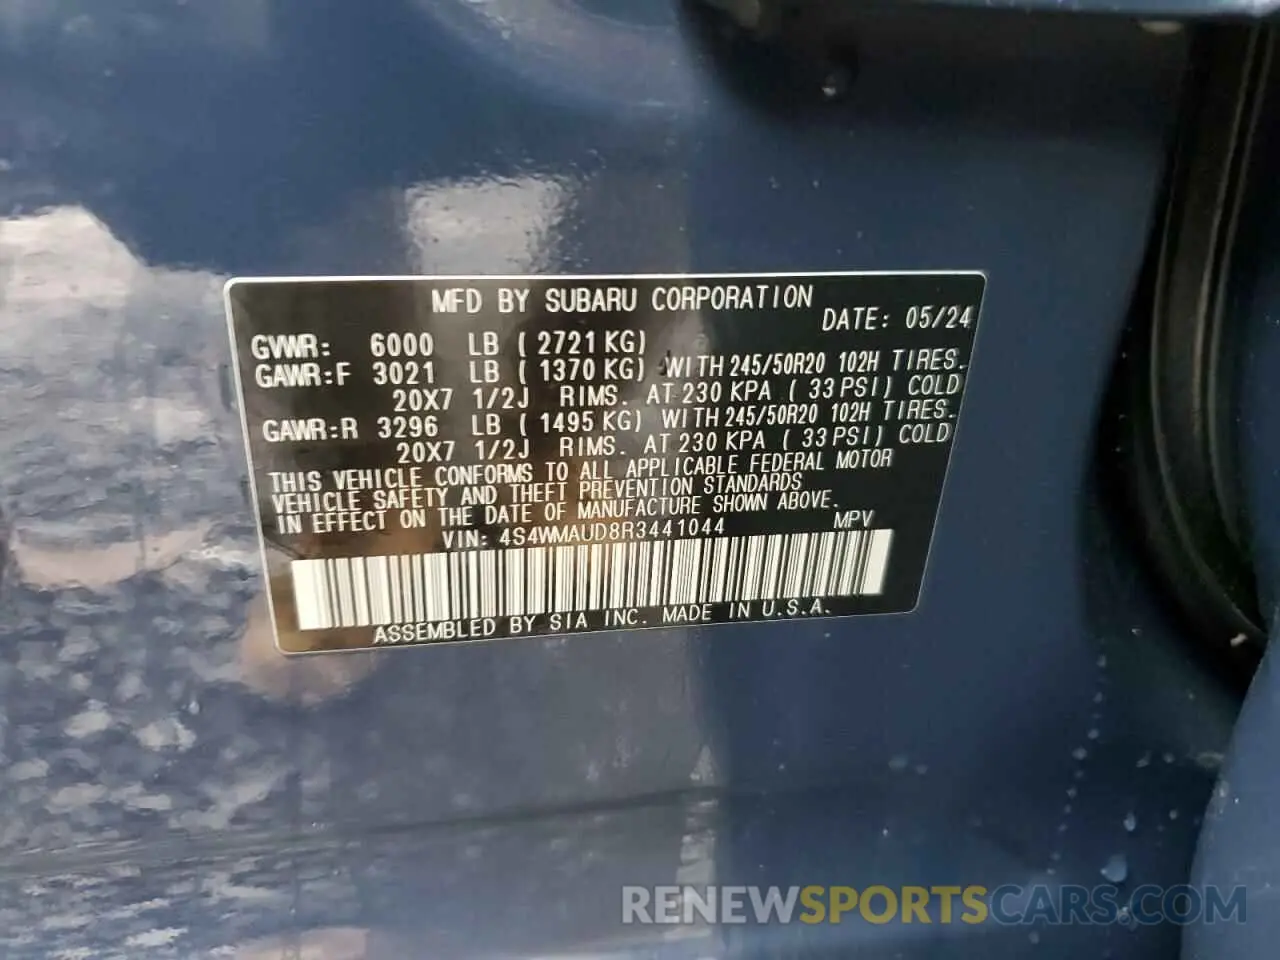 MFD BY SUBARU CORPORATION
DATE: 05/24
GVWR: 6000 LB ( 2721 KG)
GAWR:F 3021 LB ( 1370 KG) WITH 245/50R20 102H TIRES.
20X7 1/2J RIMS. AT 230 KPA ( 33 PSI) COLD
GAWR:R 3296 LB ( 1495 KG) WITH 245/50R20 102H TIRES.
20X7 1/2J RIMS. AT 230 KPA ( 33 PSI) COLD
THIS VEHICLE CONFORMS TO ALL APPLICABLE FEDERAL MOTOR
VEHICLE SAFETY AND THEFT PREVENTION STANDARDS
IN EFFECT ON THE DATE OF MANUFACTURE SHOWN ABOVE.
VIN: 4S4WMAUD8R3441044 MPV
ASSEMBLED BY SIA INC. MADE IN U.S.A.
RENEWSPORTSCARS.COM